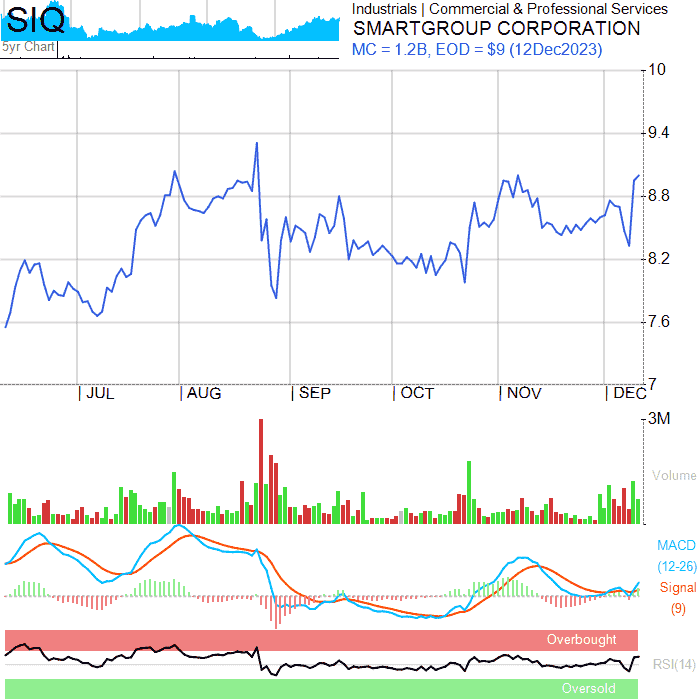 SIQ
5yr Chart
Industrials | Commercial & Professional Services
SMARTGROUP CORPORATION
MC = 1.2B, EOD = $9 (12Dec2023)
10
9.4
8.8
8.2
7.6
7
| JUL | AUG | SEP | OCT | NOV | DEC
3M
Volume
MACD
(12-26)
Signal
(9)
Overbought
RSI(14)
Oversold